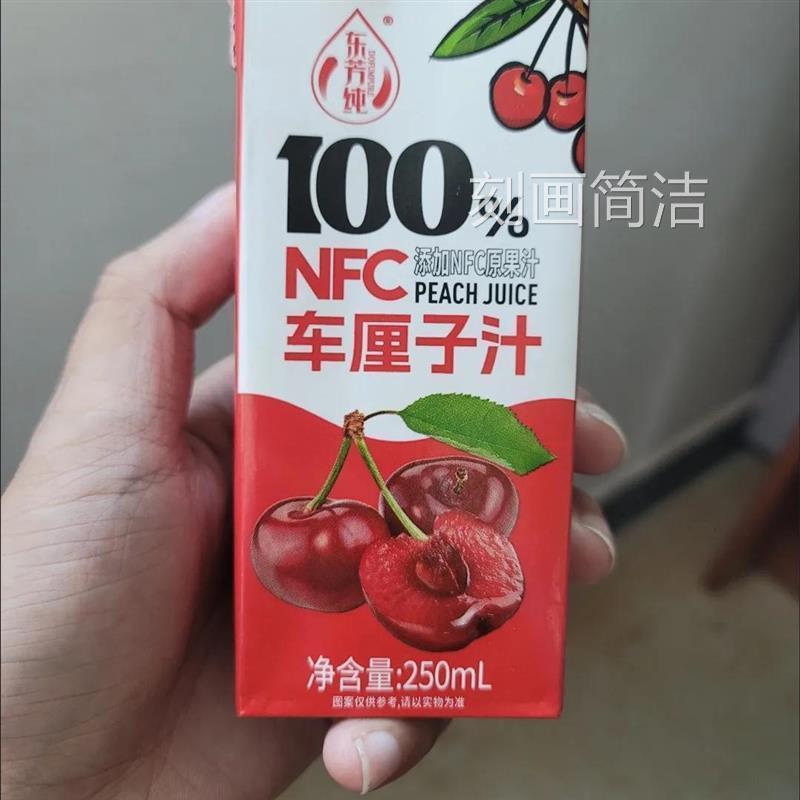 东芳纯
®
100%
刻画简洁
NFC
添加NFC原果汁
PEACH JUICE
车厘子汁
净含量:250mL
图案仅供参考,请以实物为准